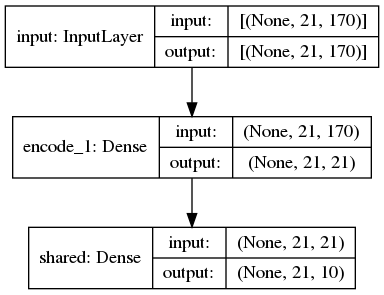 input: InputLayer
input: [(None, 21, 170)]
output: [(None, 21, 170)]
encode_1: Dense
input: (None, 21, 170)
output: (None, 21, 21)
shared: Dense
input: (None, 21, 21)
output: (None, 21, 10)